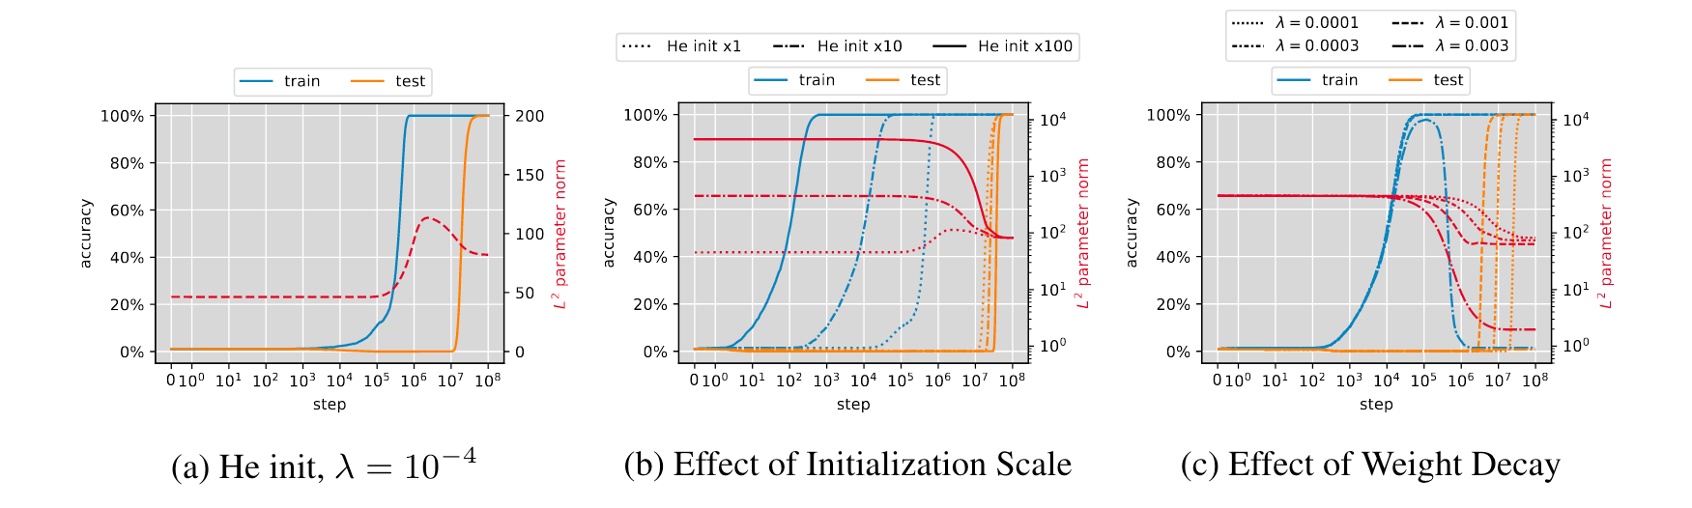 train test
100%
80%
60%
40%
20%
0%
accuracy
200
150
100
50
0
L² parameter norm
0 10⁰ 10¹ 10² 10³ 10⁴ 10⁵ 10⁶ 10⁷ 10⁸
step
(a) He init, λ = 10⁻⁴
He init x1 He init x10 He init x100
train test
100%
80%
60%
40%
20%
0%
accuracy
10⁴
10³
10²
10¹
10⁰
L² parameter norm
0 10⁰ 10¹ 10² 10³ 10⁴ 10⁵ 10⁶ 10⁷ 10⁸
step
(b) Effect of Initialization Scale
λ = 0.0001 λ = 0.001
λ = 0.0003 λ = 0.003
train test
100%
80%
60%
40%
20%
0%
accuracy
10⁴
10³
10²
10¹
10⁰
L² parameter norm
0 10⁰ 10¹ 10² 10³ 10⁴ 10⁵ 10⁶ 10⁷ 10⁸
step
(c) Effect of Weight Decay